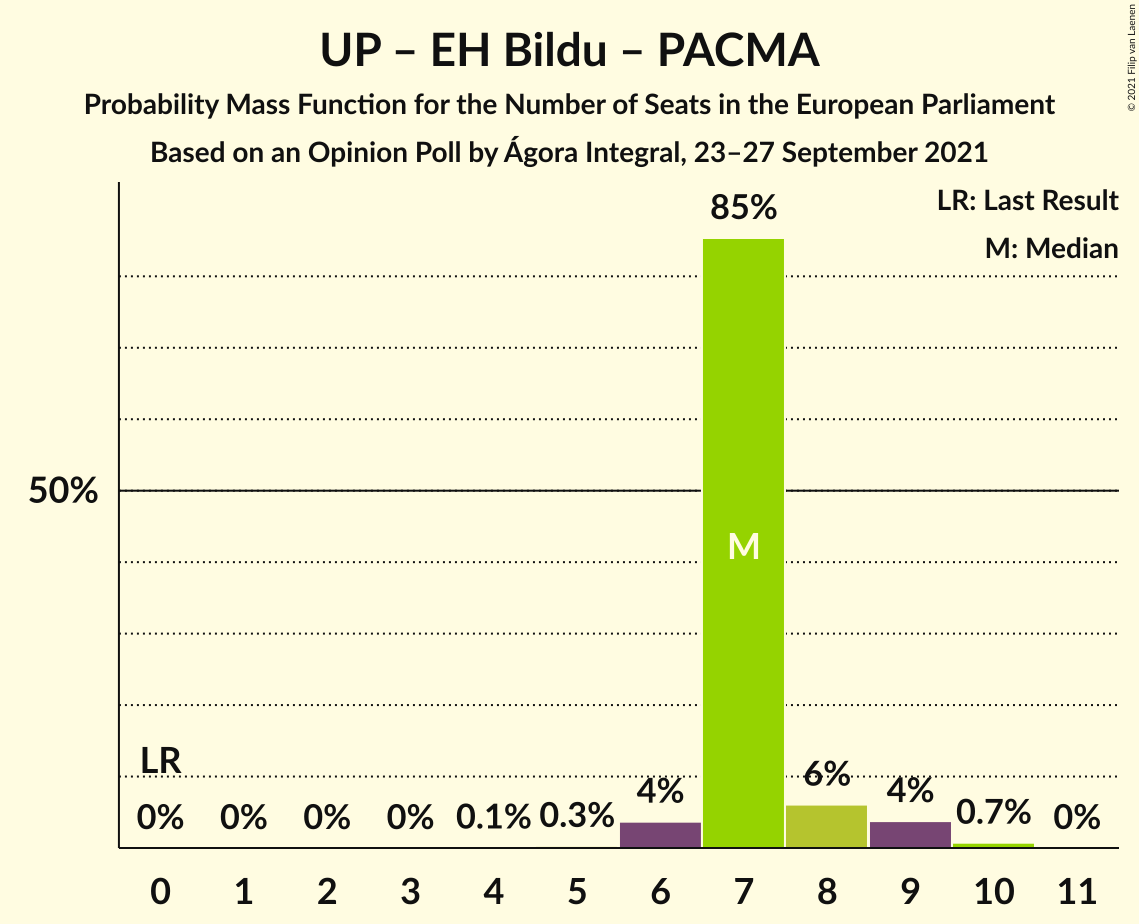 UP – EH Bildu – PACMA
Probability Mass Function for the Number of Seats in the European Parliament
Based on an Opinion Poll by Ágora Integral, 23–27 September 2021
© 2021 Filip van Laenen
LR: Last Result
M: Median
85%
50%
M
LR
0% 0% 0% 0% 0.1% 0.3% 4% 6% 4% 0.7% 0%
0 1 2 3 4 5 6 7 8 9 10 11